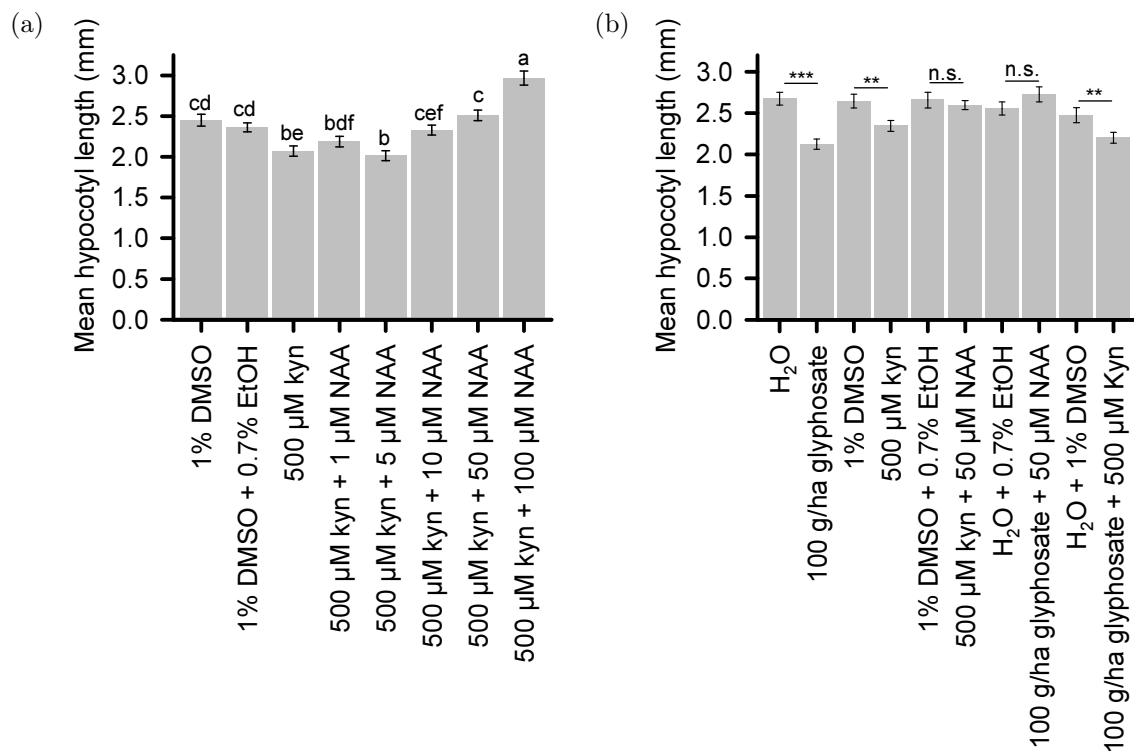 (a)
Mean hypocotyl length (mm)
3.0
2.5
2.0
1.5
1.0
0.5
0.0
cd
cd
be
bdf
b
cef
c
a
1% DMSO
1% DMSO + 0.7% EtOH
500 µM kyn
500 µM kyn + 1 µM NAA
500 µM kyn + 5 µM NAA
500 µM kyn + 10 µM NAA
500 µM kyn + 50 µM NAA
500 µM kyn + 100 µM NAA
(b)
Mean hypocotyl length (mm)
3.0
2.5
2.0
1.5
1.0
0.5
0.0
***
**
n.s.
n.s.
**
H₂O
100 g/ha glyphosate
1% DMSO
500 µM kyn
1% DMSO + 0.7% EtOH
500 µM kyn + 50 µM NAA
H₂O + 0.7% EtOH
100 g/ha glyphosate + 50 µM NAA
H₂O + 1% DMSO
100 g/ha glyphosate + 500 µM Kyn